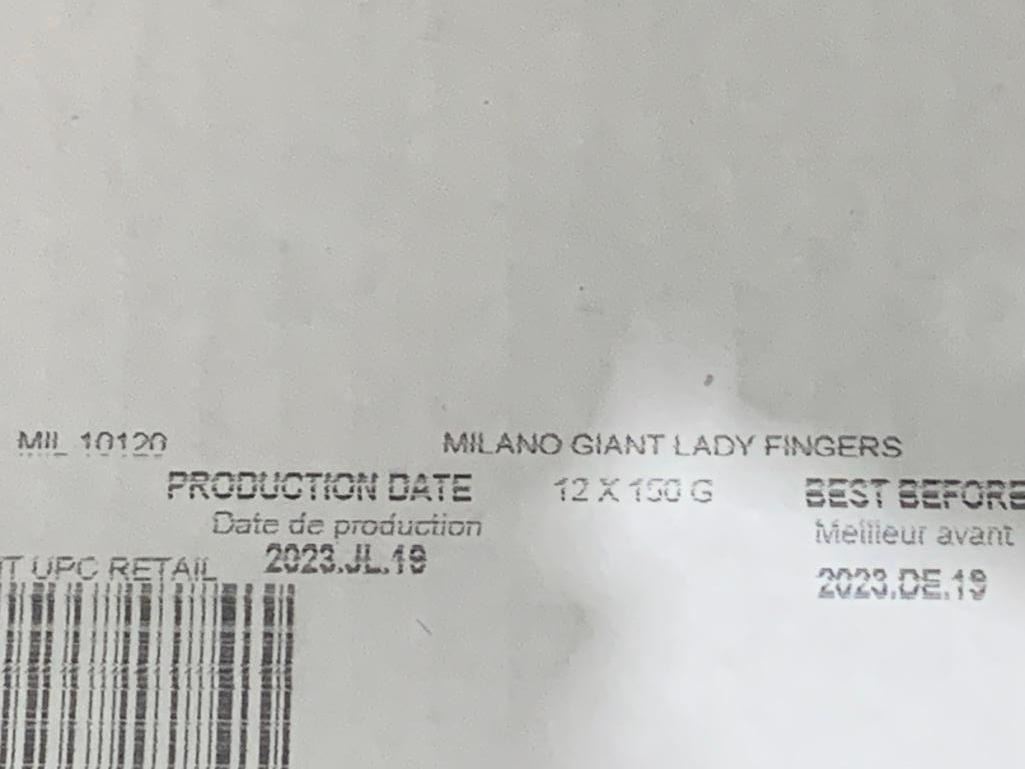 MIL 10120
MILANO GIANT LADY FINGERS
PRODUCTION DATE
12 X 150 G
BEST BEFORE
Date de production
Meilleur avant
2023.JL.19
T UPC RETAIL
2023.DE.19